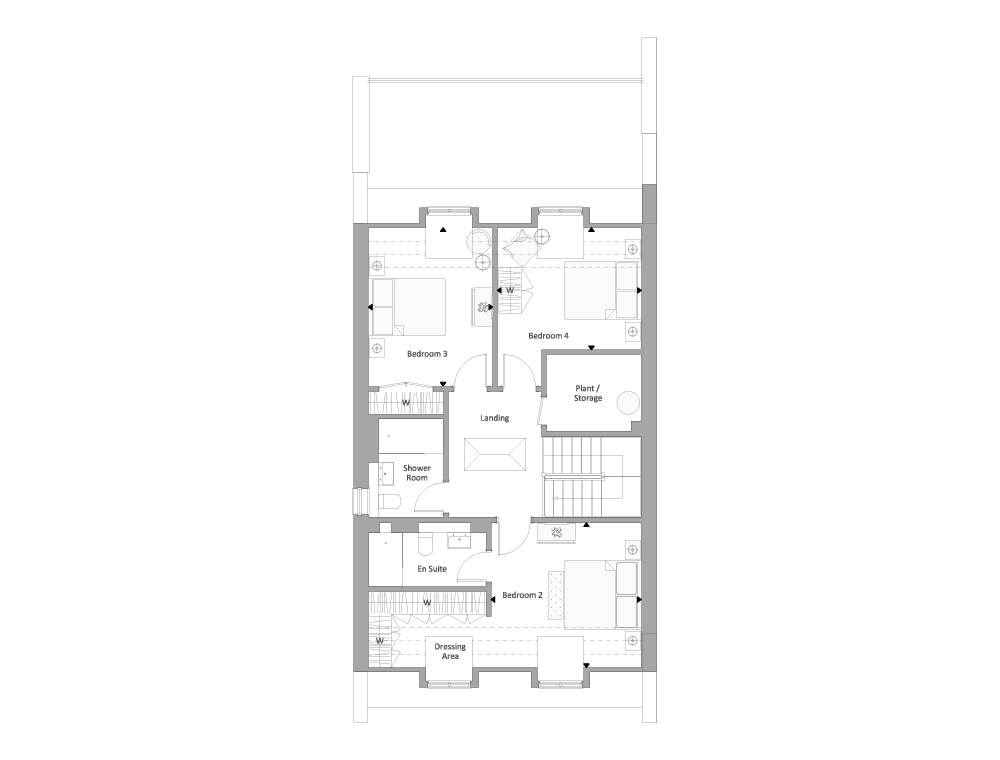 W
Bedroom 4
Bedroom 3
Plant /
Storage
W
Landing
Shower
Room
En Suite
Bedroom 2
W
W
Dressing
Area